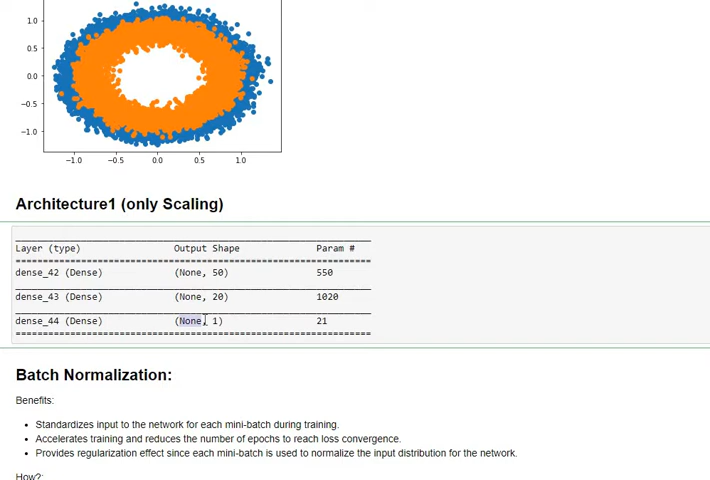 1.0
0.5
0.0
−0.5
−1.0
−1.0 −0.5 0.0 0.5 1.0
Architecture1 (only Scaling)
Layer (type) Output Shape Param #
dense_42 (Dense) (None, 50) 550
dense_43 (Dense) (None, 20) 1020
dense_44 (Dense) (None, 1) 21
Batch Normalization:
Benefits:
• Standardizes input to the network for each mini-batch during training.
• Accelerates training and reduces the number of epochs to reach loss convergence.
• Provides regularization effect since each mini-batch is used to normalize the input distribution for the network.
How?: